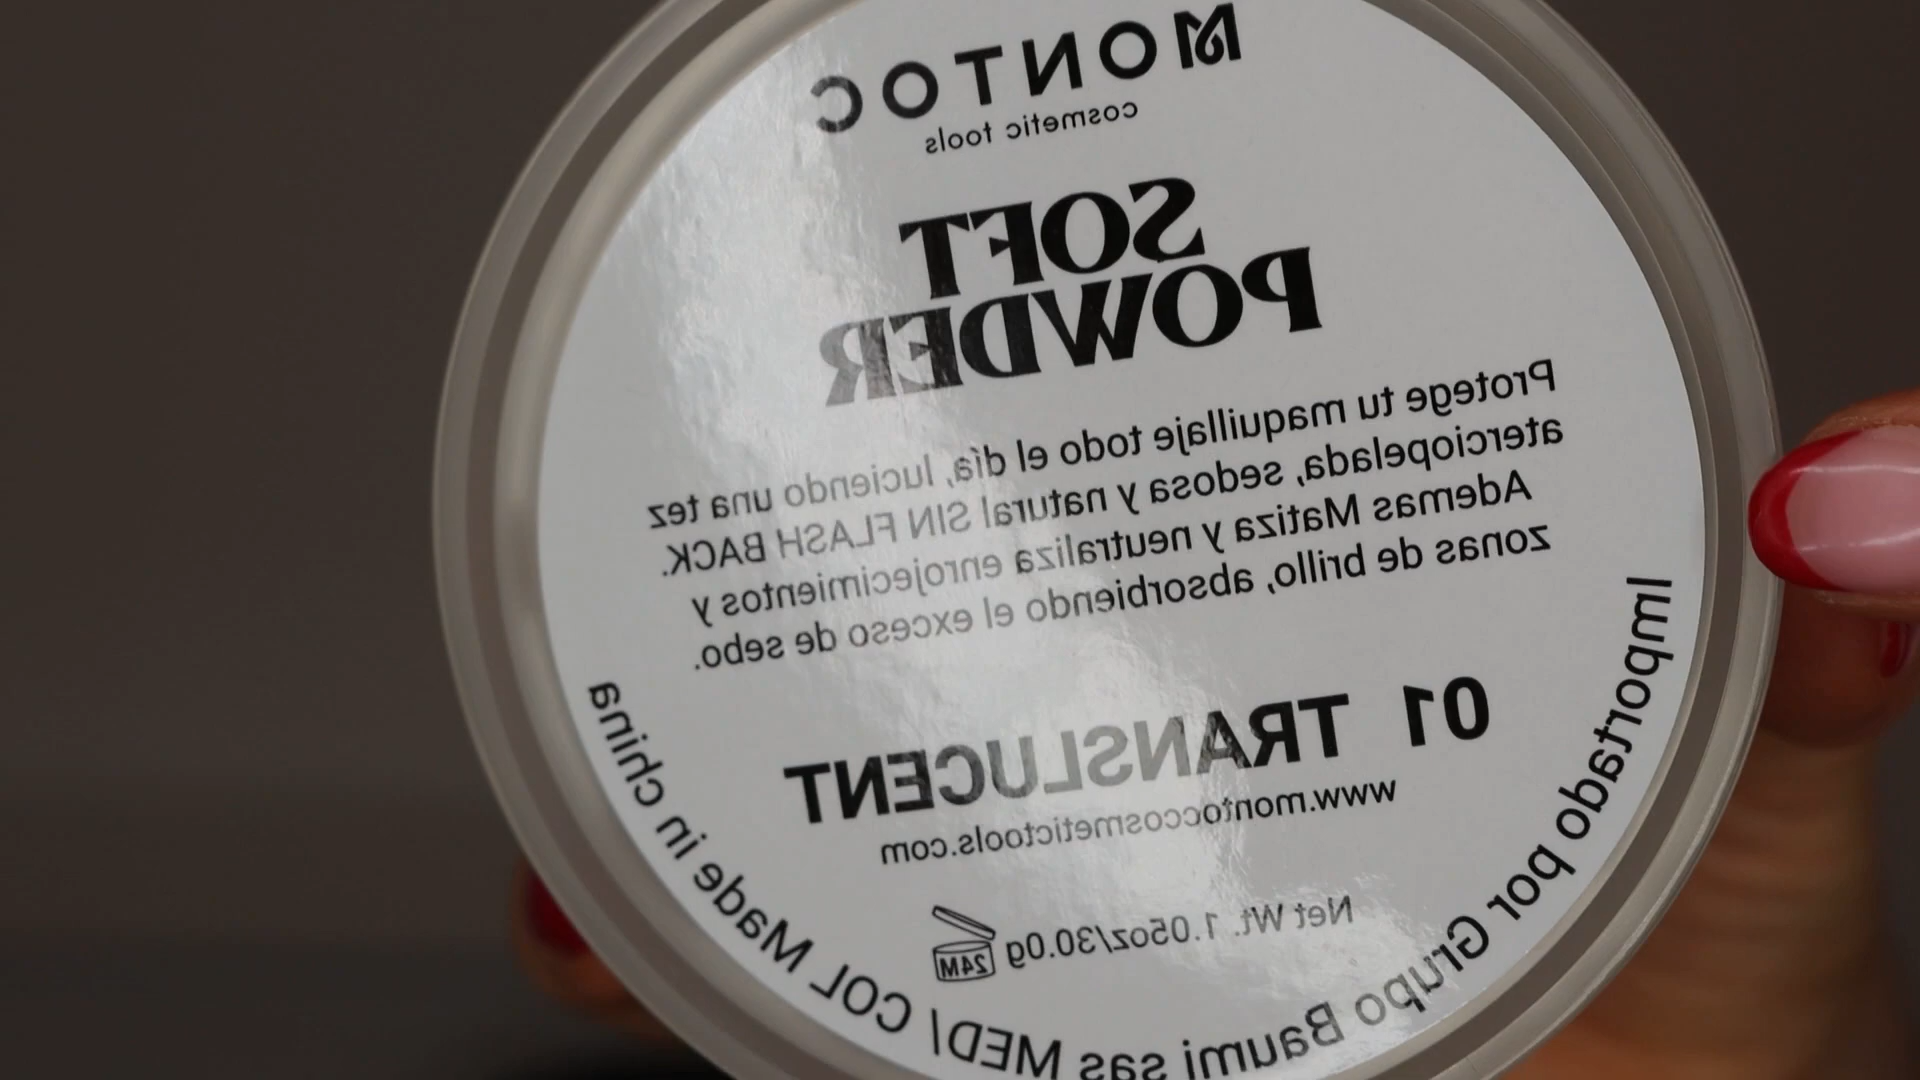 MONTOC
cosmetic tools
SOFT
POWDER
Protege tu maquillaje todo el día, luciendo una tez
aterciopelada, sedosa y natural SIN FLASH BACK.
Ademas Matiza y neutraliza enrojecimientos y
zonas de brillo, absorbiendo el exceso de sebo.
01 TRANSLUCENT
www.montoccosmetictools.com
Net Wt. 1.05oz/30.0g
24M
Importado por Grupo Baumi sas MED/ COL Made in china